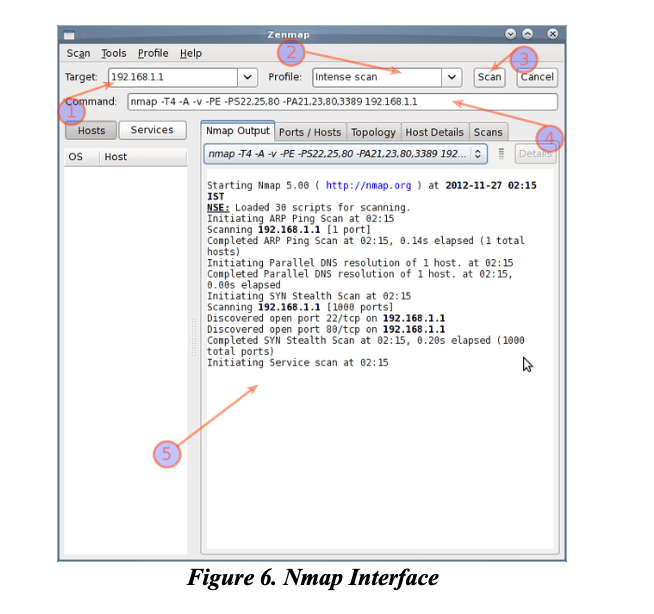 Zenmap
Scan Tools Profile Help
2
3
Target: 192.168.1.1 Profile: Intense scan Scan Cancel
1
Command: nmap -T4 -A -v -PE -PS22,25,80 -PA21,23,80,3389 192.168.1.1
4
Hosts Services Nmap Output Ports / Hosts Topology Host Details Scans
OS Host nmap -T4 -A -v -PE -PS22,25,80 -PA21,23,80,3389 192... Details
Starting Nmap 5.00 ( http://nmap.org ) at 2012-11-27 02:15
IST
NSE: Loaded 30 scripts for scanning.
Initiating ARP Ping Scan at 02:15
Scanning 192.168.1.1 [1 port]
Completed ARP Ping Scan at 02:15, 0.14s elapsed (1 total
hosts)
Initiating Parallel DNS resolution of 1 host. at 02:15
Completed Parallel DNS resolution of 1 host. at 02:15,
0.00s elapsed
Initiating SYN Stealth Scan at 02:15
Scanning 192.168.1.1 [1000 ports]
Discovered open port 22/tcp on 192.168.1.1
Discovered open port 80/tcp on 192.168.1.1
Completed SYN Stealth Scan at 02:15, 0.20s elapsed (1000
total ports)
Initiating Service scan at 02:15
5
Figure 6. Nmap Interface